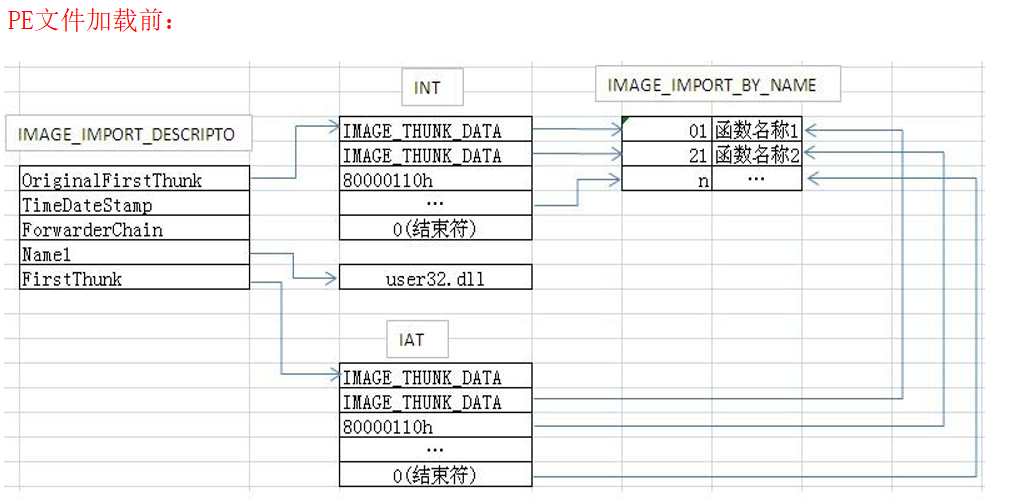 PE文件加载前：
INT
IMAGE_IMPORT_BY_NAME
IMAGE_IMPORT_DESCRIPTO
IMAGE_THUNK_DATA
IMAGE_THUNK_DATA
80000110h
...
0(结束符)
01 函数名称1
21 函数名称2
n ...
OriginalFirstThunk
TimeDateStamp
ForwarderChain
Name1
FirstThunk
user32.dll
IAT
IMAGE_THUNK_DATA
IMAGE_THUNK_DATA
80000110h
...
0(结束符)